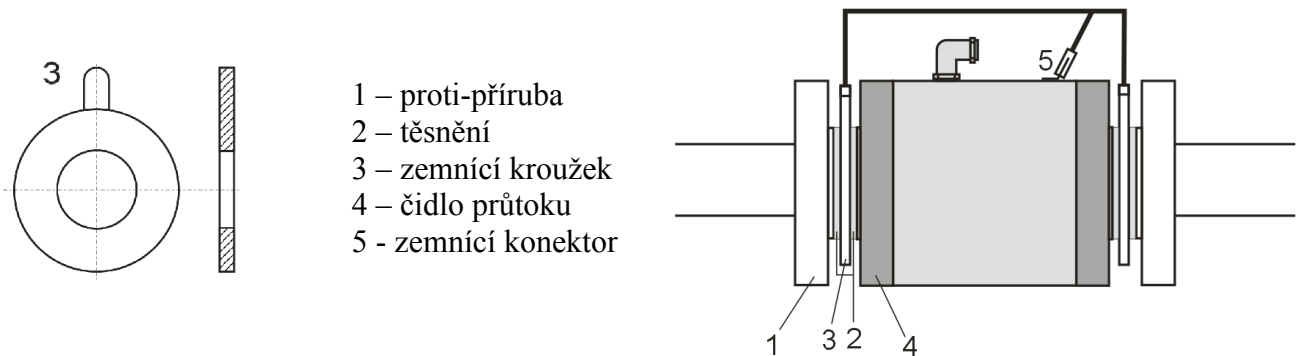 3
1 – proti-příruba
2 – těsnění
3 – zemnící kroužek
4 – čidlo průtoku
5 - zemnící konektor
5
1 3 2 4